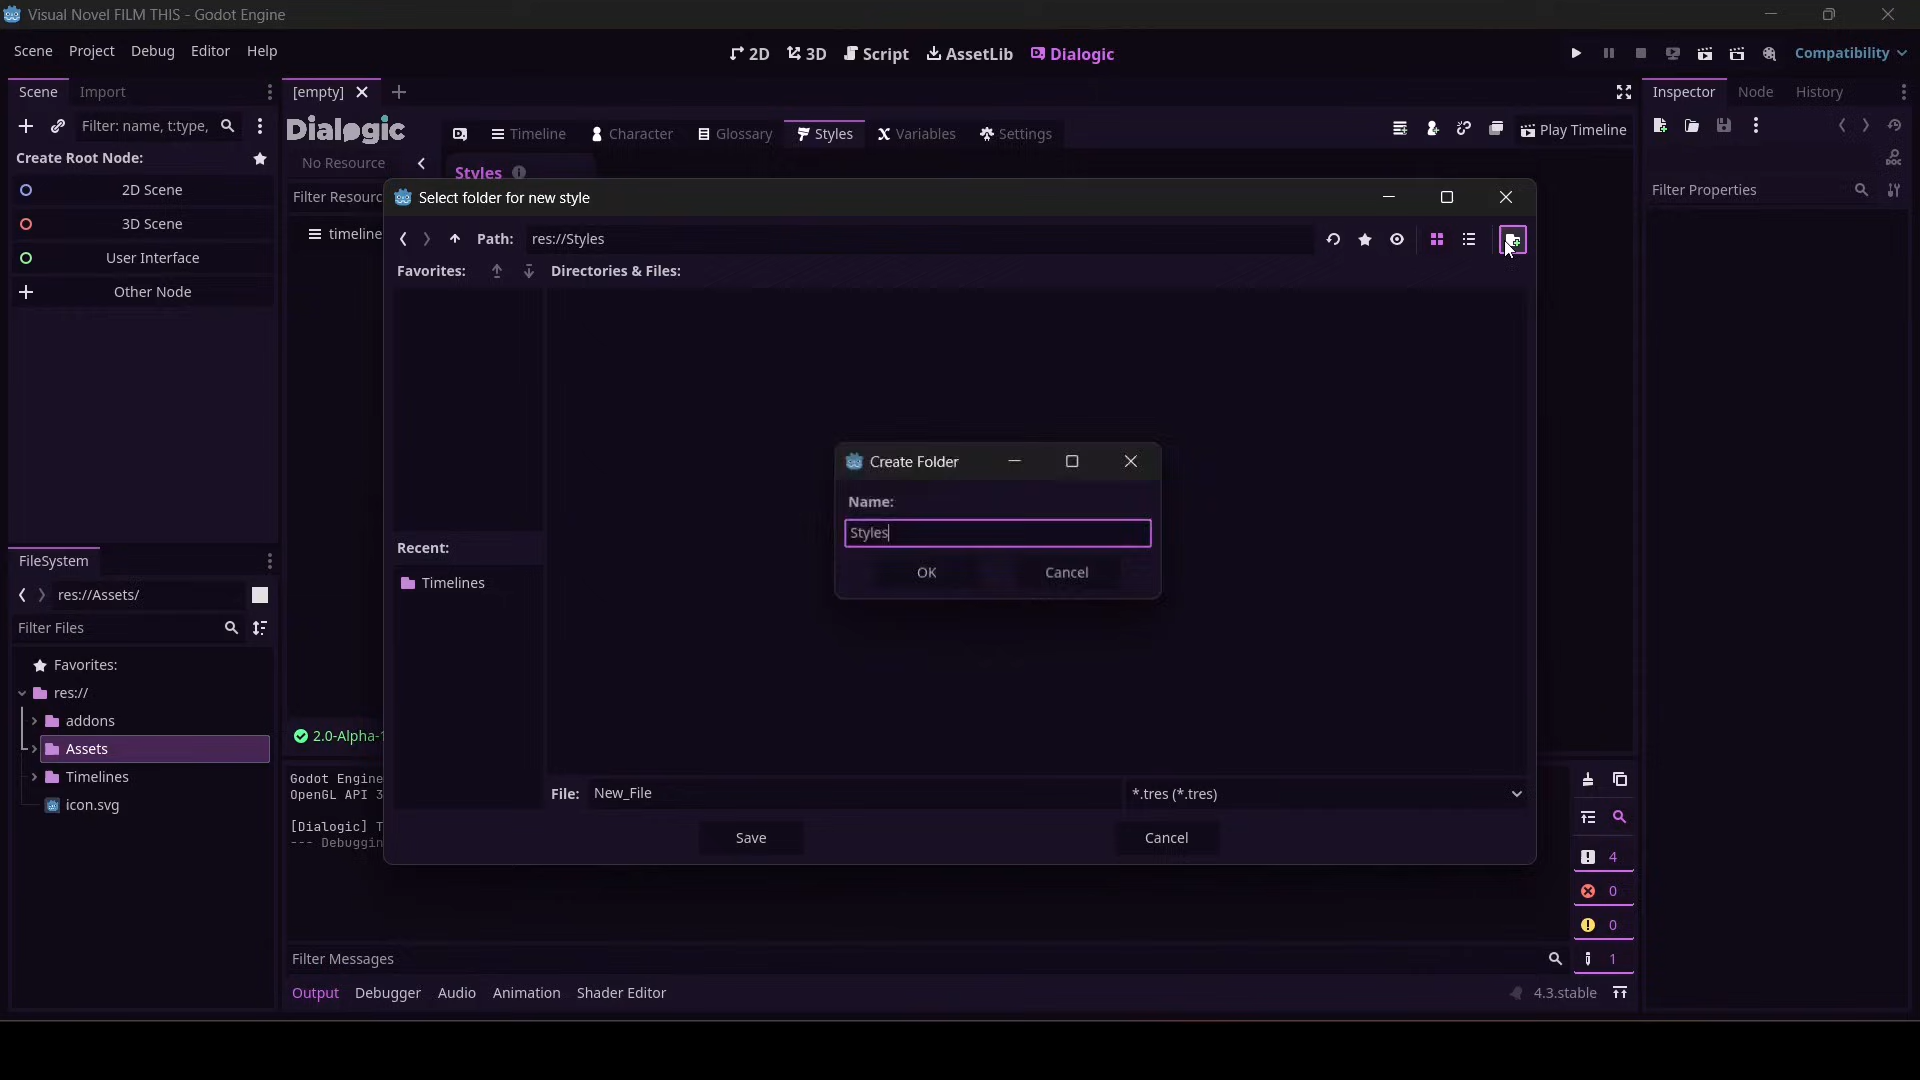 Visual Novel FILM THIS - Godot Engine
Scene Project Debug Editor Help
2D 3D Script AssetLib Dialogic
Compatibility
Scene Import
[empty]
Inspector Node History
Filter: name, t:type,
Dialogic
Timeline Character Glossary Styles Variables Settings
Play Timeline
Create Root Node:
No Resource
Styles
DOC
2D Scene
Filter Resourc
Select folder for new style
Filter Properties
3D Scene
timeline
Path: res://Styles
User Interface
Favorites: Directories & Files:
Other Node
Create Folder
Name:
Styles
OK Cancel
Recent:
Timelines
FileSystem
res://Assets/
Filter Files
Favorites:
res://
addons
Assets
Timelines
icon.svg
2.0-Alpha-1
File: New_File *.tres (*.tres)
Save Cancel
Godot Engine
OpenGL API 3
[Dialogic] T
--- Debuggin
4
0
0
1
Filter Messages
Output Debugger Audio Animation Shader Editor
4.3.stable